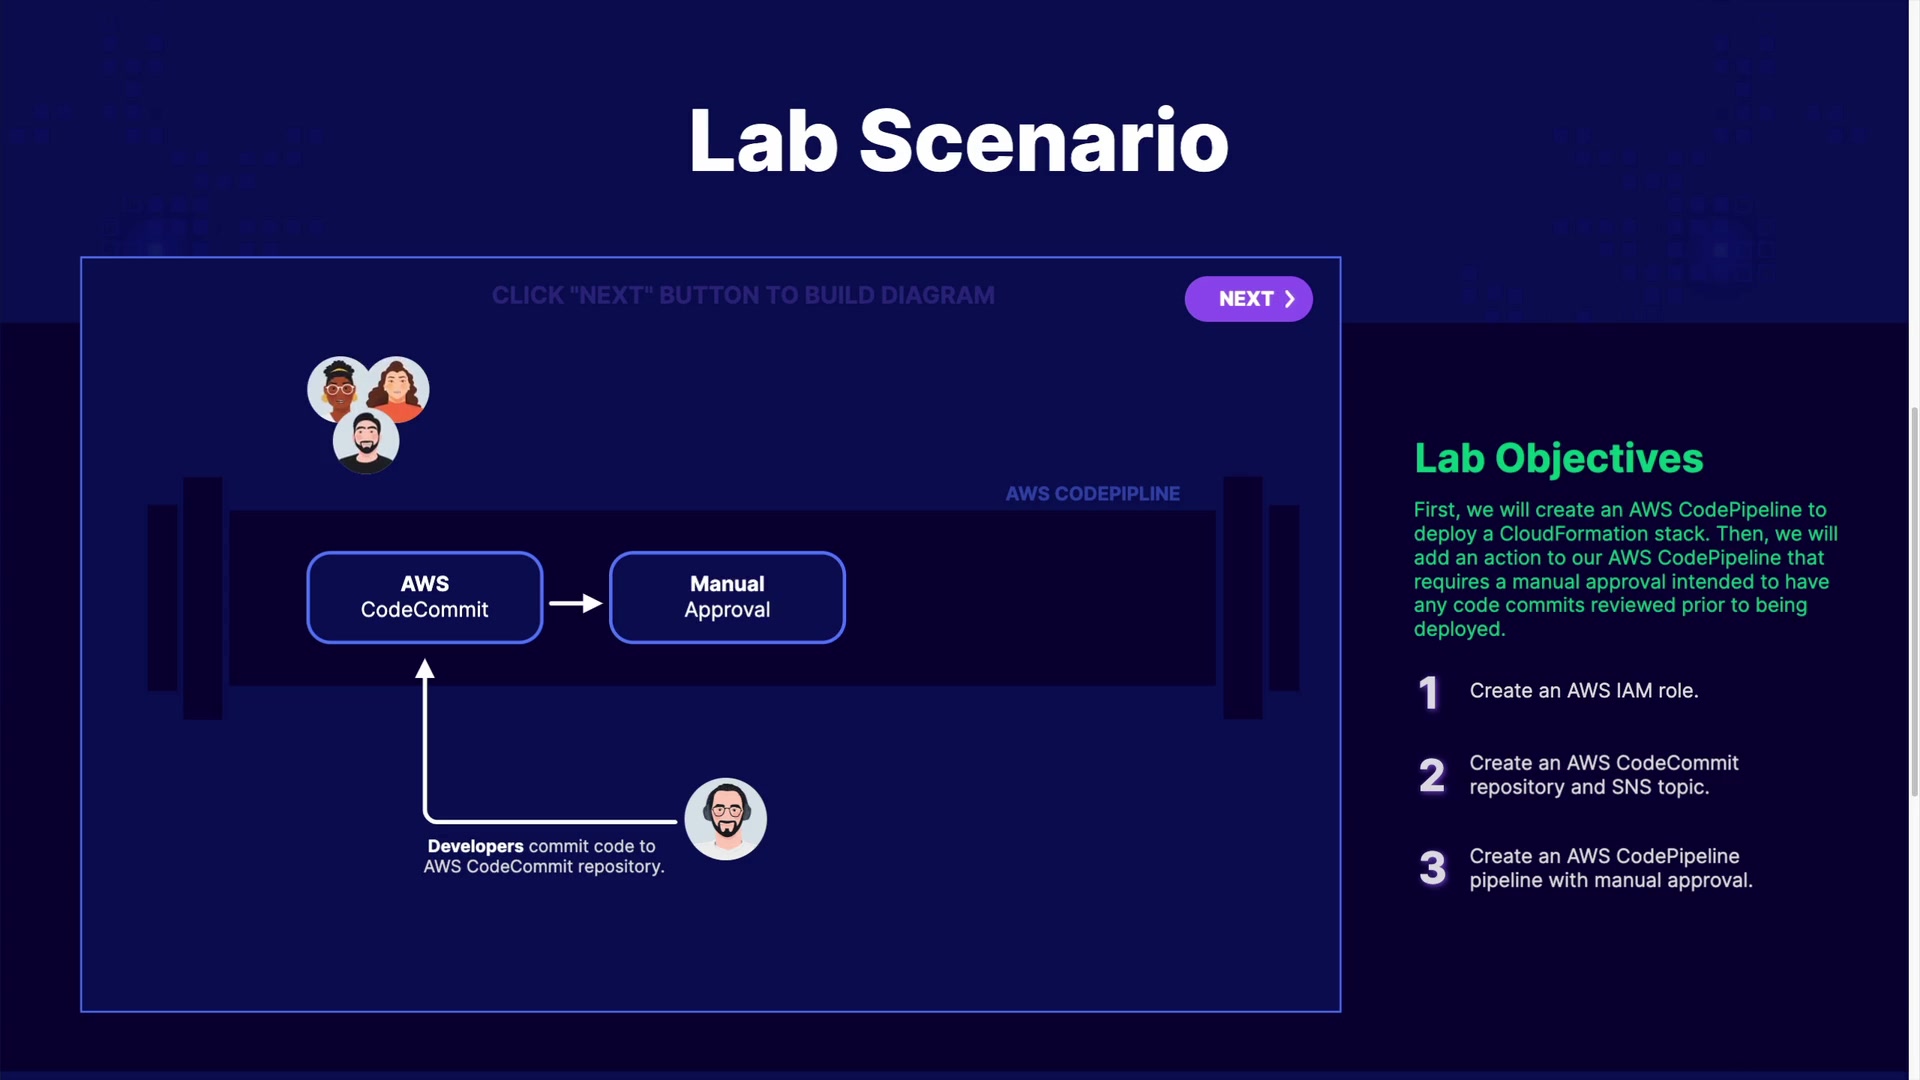 Lab Scenario
CLICK "NEXT" BUTTON TO BUILD DIAGRAM
NEXT
AWS CODEPIPLINE
AWS
CodeCommit
Manual
Approval
Developers commit code to
AWS CodeCommit repository.
Lab Objectives
First, we will create an AWS CodePipeline to
deploy a CloudFormation stack. Then, we will
add an action to our AWS CodePipeline that
requires a manual approval intended to have
any code commits reviewed prior to being
deployed.
1 Create an AWS IAM role.
2 Create an AWS CodeCommit
repository and SNS topic.
3 Create an AWS CodePipeline
pipeline with manual approval.